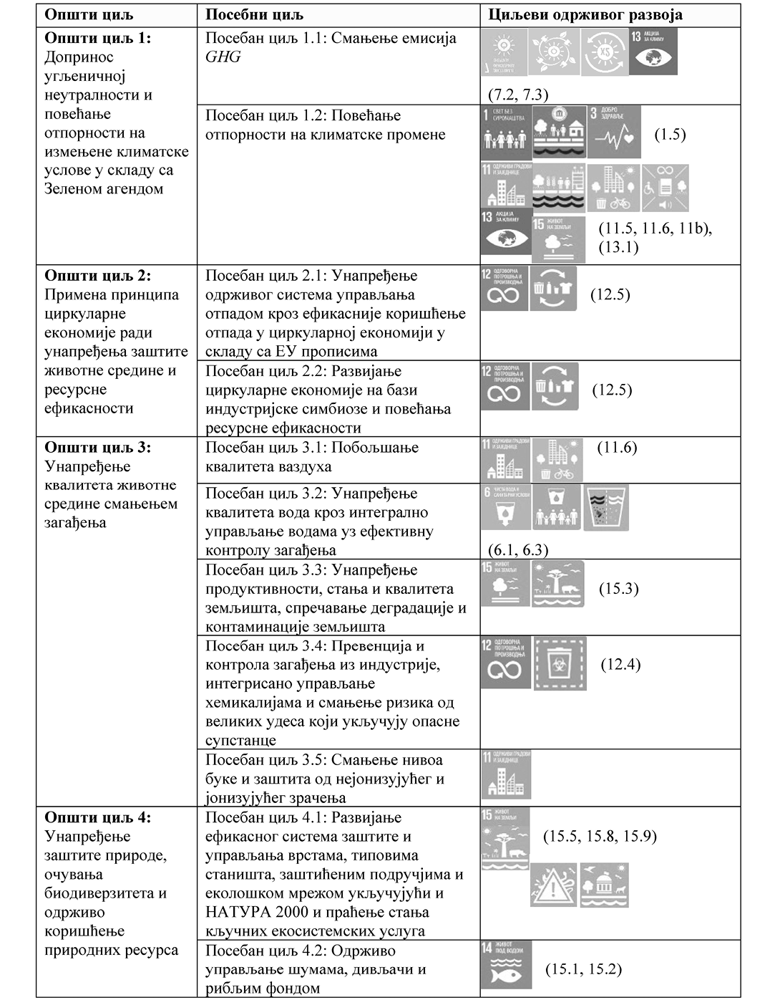 Општи циљ
Посебни циљ
Циљеви одрживог развоја
Општи циљ 1:
Допринос
угљеничној
неутралности и
повећање
отпорности на
измењене климатске
услове у складу са
Зеленом агендом
Посебан циљ 1.1: Смањење емисија
GHG
13 АКЦИЈА
ЗА КЛИМУ
(7.2, 7.3)
Посебан циљ 1.2: Повећање
отпорности на климатске промене
1 СВЕТ БЕЗ
СИРОМАШТВА
3 ДОБРО
ЗДРАВЉЕ
(1.5)
11 ОДРЖИВИ ГРАДОВИ
И ЗАЈЕДНИЦЕ
13 АКЦИЈА
ЗА КЛИМУ
15 ЖИВОТ
НА ЗЕМЉИ
(11.5, 11.6, 11b),
(13.1)
Општи циљ 2:
Примена принципа
циркуларне
економије ради
унапређења заштите
животне средине и
ресурсне
ефикасности
Посебан циљ 2.1: Унапређење
одрживог система управљања
отпадом кроз ефикасније коришћење
отпада у циркуларној економији у
складу са ЕУ прописима
12 ОДГОВОРНА
ПОТРОШЊА И
ПРОИЗВОДЊА
(12.5)
Посебан циљ 2.2: Развијање
циркуларне економије на бази
индустријске симбиозе и повећања
ресурсне ефикасности
12 ОДГОВОРНА
ПОТРОШЊА И
ПРОИЗВОДЊА
(12.5)
Општи циљ 3:
Унапређење
квалитета животне
средине смањењем
загађења
Посебан циљ 3.1: Побољшање
квалитета ваздуха
11 ОДРЖИВИ ГРАДОВИ
И ЗАЈЕДНИЦЕ
(11.6)
Посебан циљ 3.2: Унапређење
квалитета вода кроз интегрално
управљање водама уз ефективну
контролу загађења
6 ЧИСТА ВОДА И
САНИТАРНИ УСЛОВИ
(6.1, 6.3)
Посебан циљ 3.3: Унапређење
продуктивности, стања и квалитета
земљишта, спречавање деградације и
контаминације земљишта
15 ЖИВОТ
НА ЗЕМЉИ
(15.3)
Посебан циљ 3.4: Превенција и
контрола загађења из индустрије,
интегрисано управљање
хемикалијама и смањење ризика од
великих удеса који укључују опасне
супстанце
12 ОДГОВОРНА
ПОТРОШЊА И
ПРОИЗВОДЊА
(12.4)
Посебан циљ 3.5: Смањење нивоа
буке и заштита од нејонизујућег и
јонизујућег зрачења
11 ОДРЖИВИ ГРАДОВИ
И ЗАЈЕДНИЦЕ
Општи циљ 4:
Унапређење
заштите природе,
очувања
биодиверзитета и
одрживо
коришћење
природних ресурса
Посебан циљ 4.1: Развијање
ефикасног система заштите и
управљања врстама, типовима
станишта, заштићеним подручјима и
еколошком мрежом укључујући и
НАТУРА 2000 и праћење стања
кључних екосистемских услуга
15 ЖИВОТ
НА ЗЕМЉИ
(15.5, 15.8, 15.9)
Посебан циљ 4.2: Одрживо
управљање шумама, дивљачи и
рибљим фондом
14 ЖИВОТ
ПОД ВОДОМ
(15.1, 15.2)